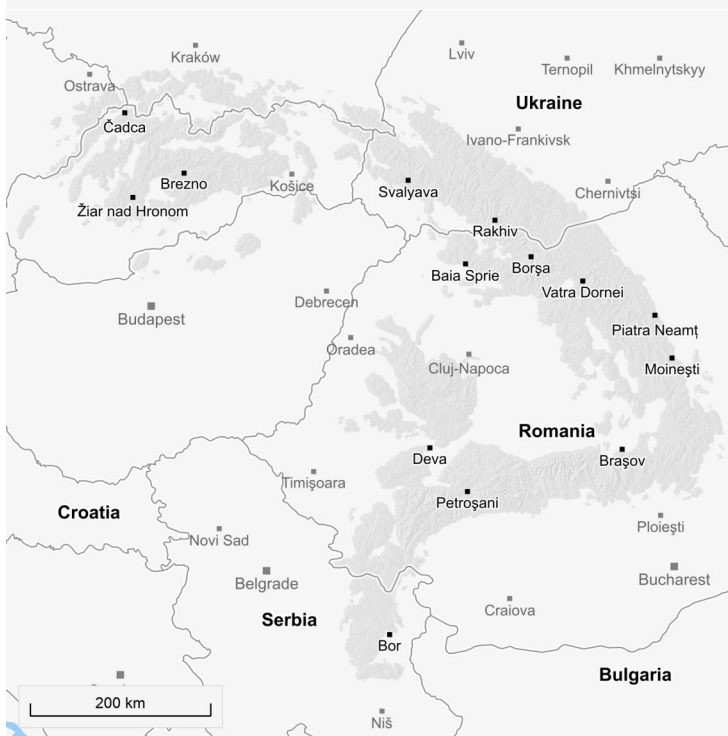 Kraków
Lviv
Ternopil
Khmelnytskyy
Ostrava
Ukraine
Čadca
Ivano-Frankivsk
Brezno
Košice
Svalyava
Chernivtsi
Žiar nad Hronom
Rakhiv
Baia Sprie
Borşa
Vatra Dornei
Debrecen
Budapest
Piatra Neamț
Oradea
Cluj-Napoca
Moineşti
Romania
Deva
Braşov
Timişoara
Petroşani
Croatia
Novi Sad
Ploieşti
Belgrade
Bucharest
Craiova
Serbia
Bor
Bulgaria
200 km
Niš